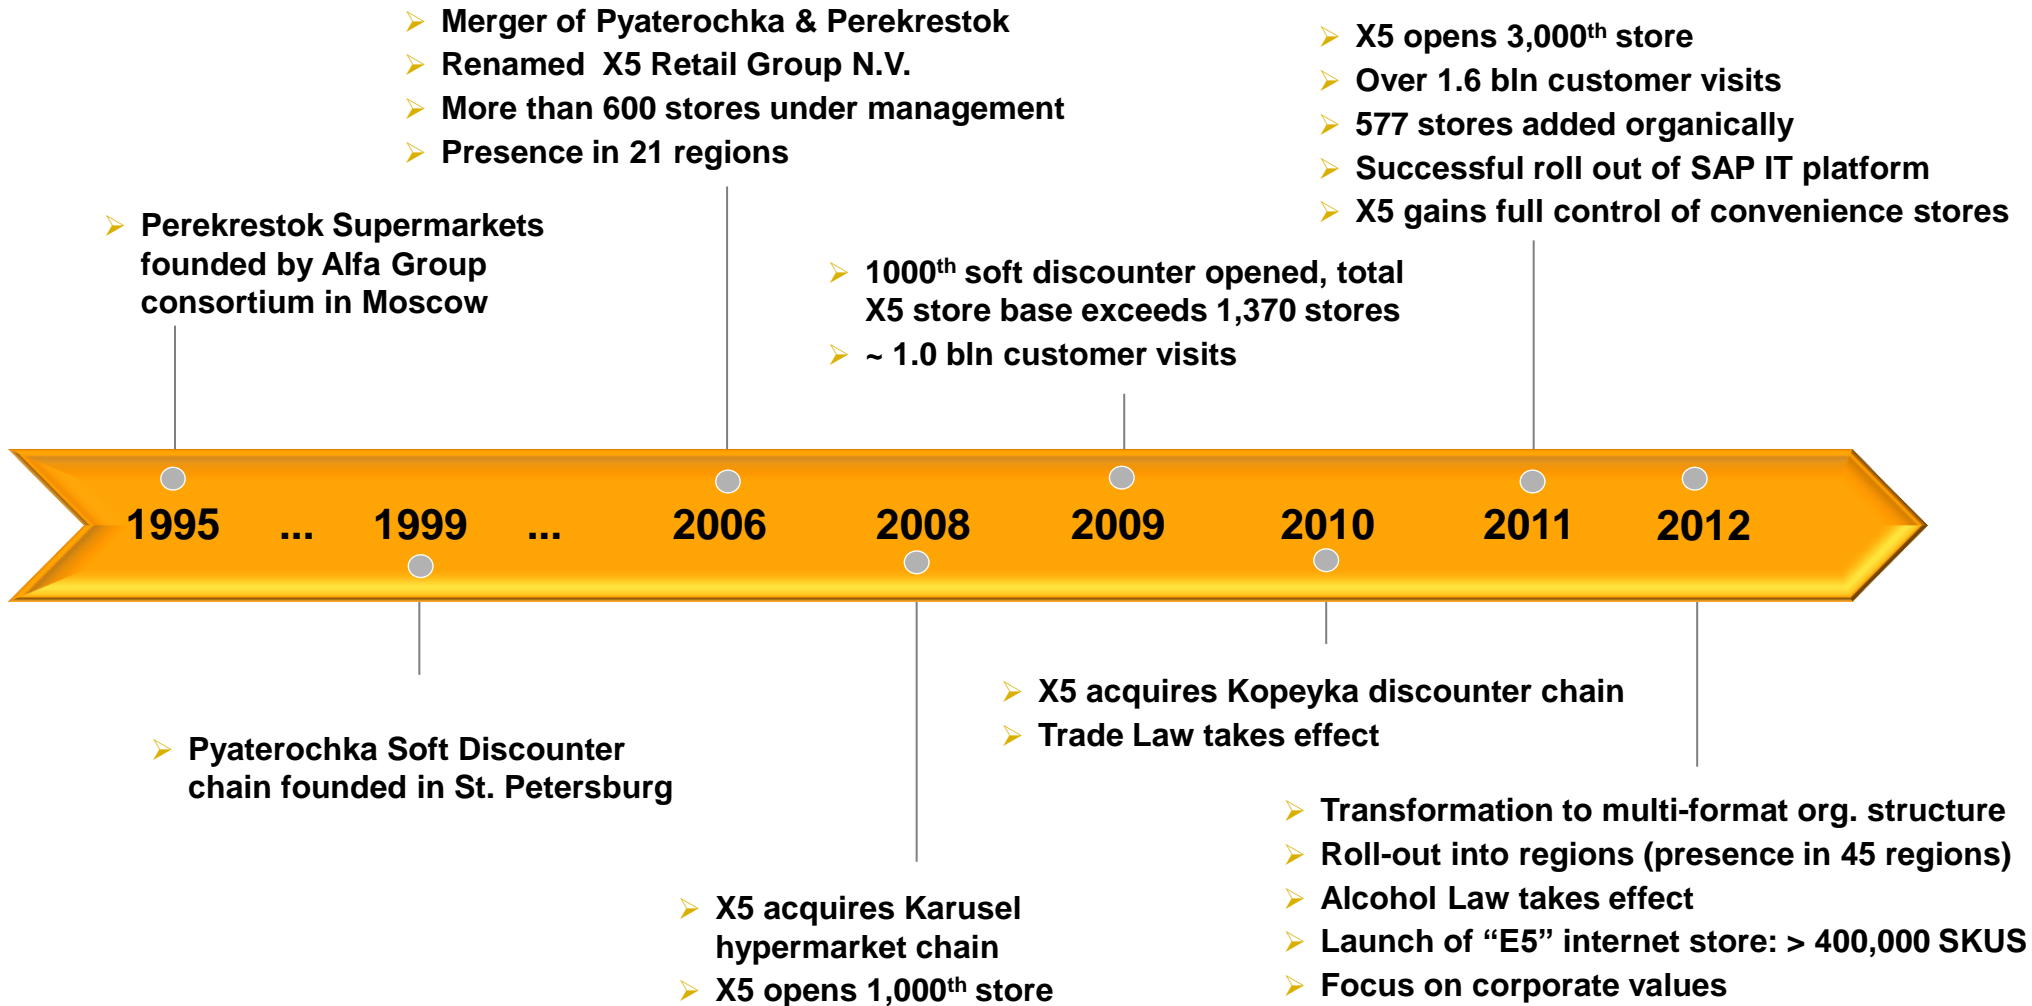 ➢ Merger of Pyaterochka & Perekrestok
➢ Renamed X5 Retail Group N.V.
➢ More than 600 stores under management
➢ Presence in 21 regions
➢ X5 opens 3,000th store
➢ Over 1.6 bln customer visits
➢ 577 stores added organically
➢ Successful roll out of SAP IT platform
➢ X5 gains full control of convenience stores
➢ Perekrestok Supermarkets
founded by Alfa Group
consortium in Moscow
➢ 1000th soft discounter opened, total
X5 store base exceeds 1,370 stores
➢ ~ 1.0 bln customer visits
1995 ... 1999 ... 2006 2008 2009 2010 2011 2012
➢ Pyaterochka Soft Discounter
chain founded in St. Petersburg
➢ X5 acquires Kopeyka discounter chain
➢ Trade Law takes effect
➢ X5 acquires Karusel
hypermarket chain
➢ X5 opens 1,000th store
➢ Transformation to multi-format org. structure
➢ Roll-out into regions (presence in 45 regions)
➢ Alcohol Law takes effect
➢ Launch of “E5” internet store: > 400,000 SKUS
➢ Focus on corporate values